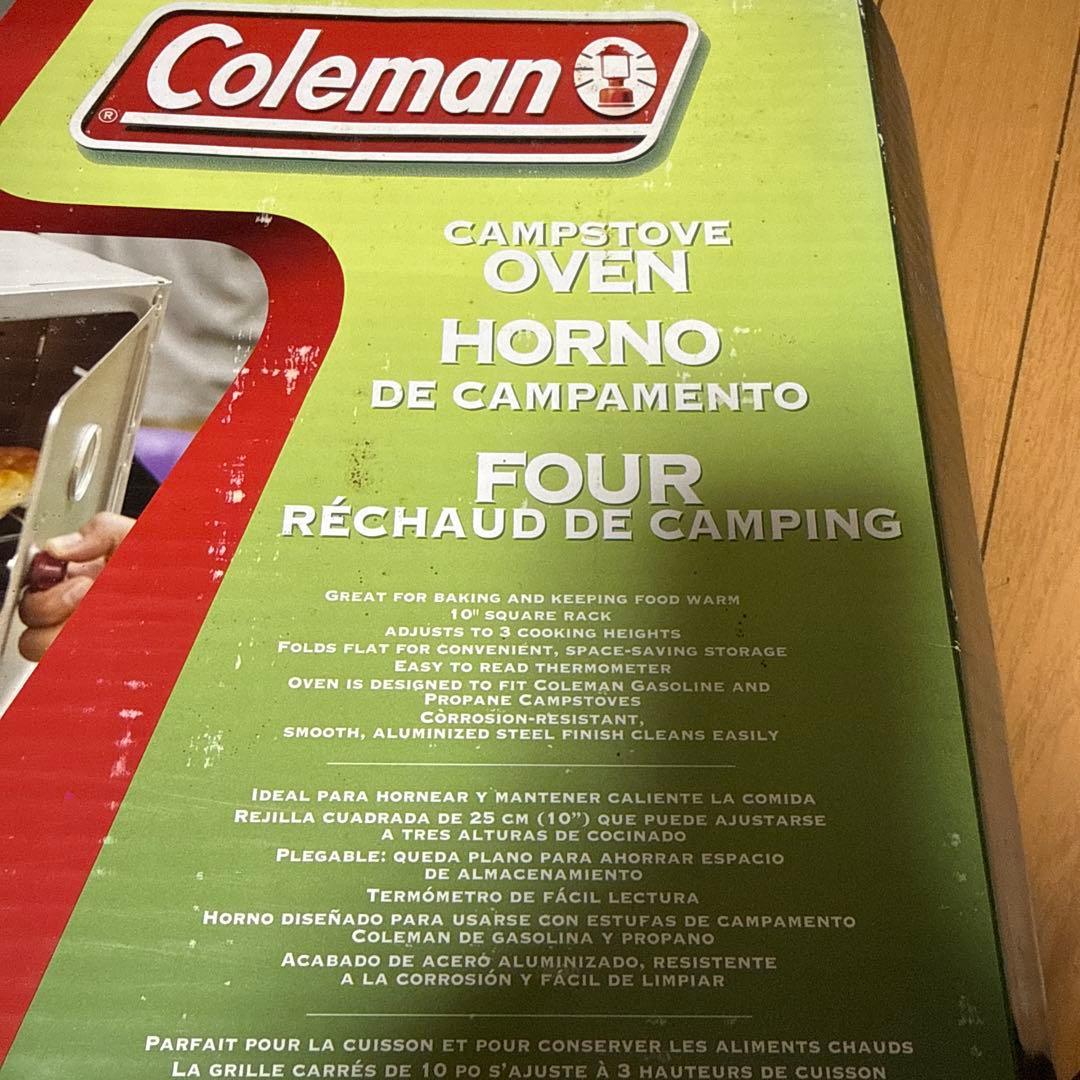 Coleman
®
CAMPSTOVE
OVEN
HORNO
DE CAMPAMENTO
FOUR
RÉCHAUD DE CAMPING
GREAT FOR BAKING AND KEEPING FOOD WARM
10" SQUARE RACK
ADJUSTS TO 3 COOKING HEIGHTS
FOLDS FLAT FOR CONVENIENT, SPACE-SAVING STORAGE
EASY TO READ THERMOMETER
OVEN IS DESIGNED TO FIT COLEMAN GASOLINE AND
PROPANE CAMPSTOVES
CORROSION-RESISTANT,
SMOOTH, ALUMINIZED STEEL FINISH CLEANS EASILY
IDEAL PARA HORNEAR Y MANTENER CALIENTE LA COMIDA
REJILLA CUADRADA DE 25 CM (10”) QUE PUEDE AJUSTARSE
A TRES ALTURAS DE COCINADO
PLEGABLE: QUEDA PLANO PARA AHORRAR ESPACIO
DE ALMACENAMIENTO
TERMÓMETRO DE FÁCIL LECTURA
HORNO DISEÑADO PARA USARSE CON ESTUFAS DE CAMPAMENTO
COLEMAN DE GASOLINA Y PROPANO
ACABADO DE ACERO ALUMINIZADO, RESISTENTE
A LA CORROSIÓN Y FÁCIL DE LIMPIAR
PARFAIT POUR LA CUISSON ET POUR CONSERVER LES ALIMENTS CHAUDS
LA GRILLE CARRÉS DE 10 PO S'AJUSTE À 3 HAUTEURS DE CUISSON